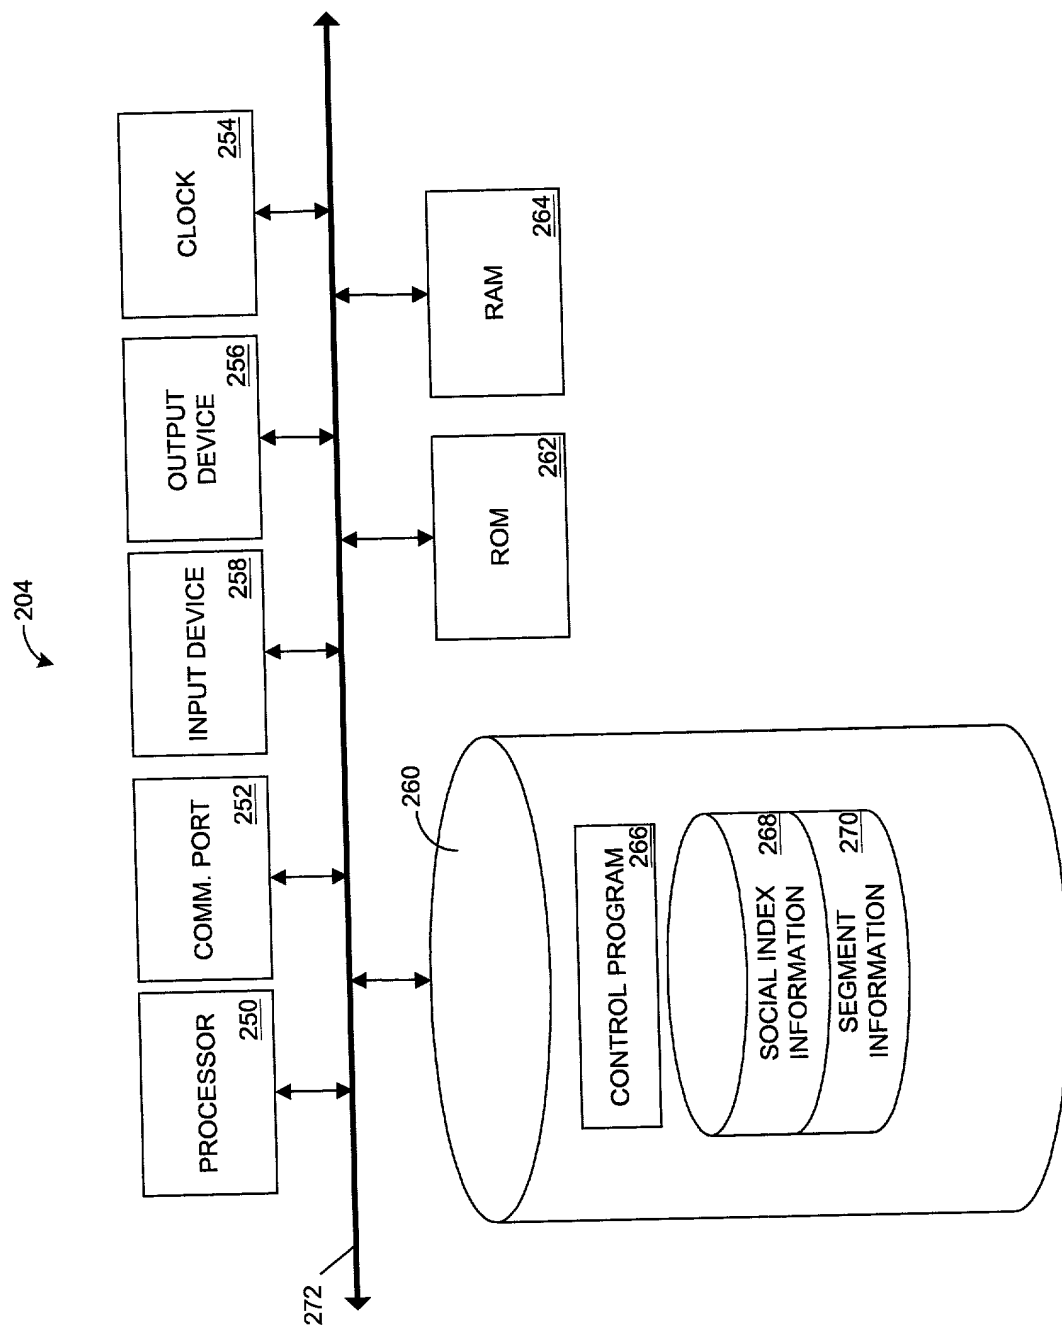 204
PROCESSOR
250
COMM. PORT
252
INPUT DEVICE
258
OUTPUT
DEVICE
256
CLOCK
254
272
260
ROM
262
RAM
264
CONTROL PROGRAM
266
SOCIAL INDEX
INFORMATION
268
SEGMENT
INFORMATION
270